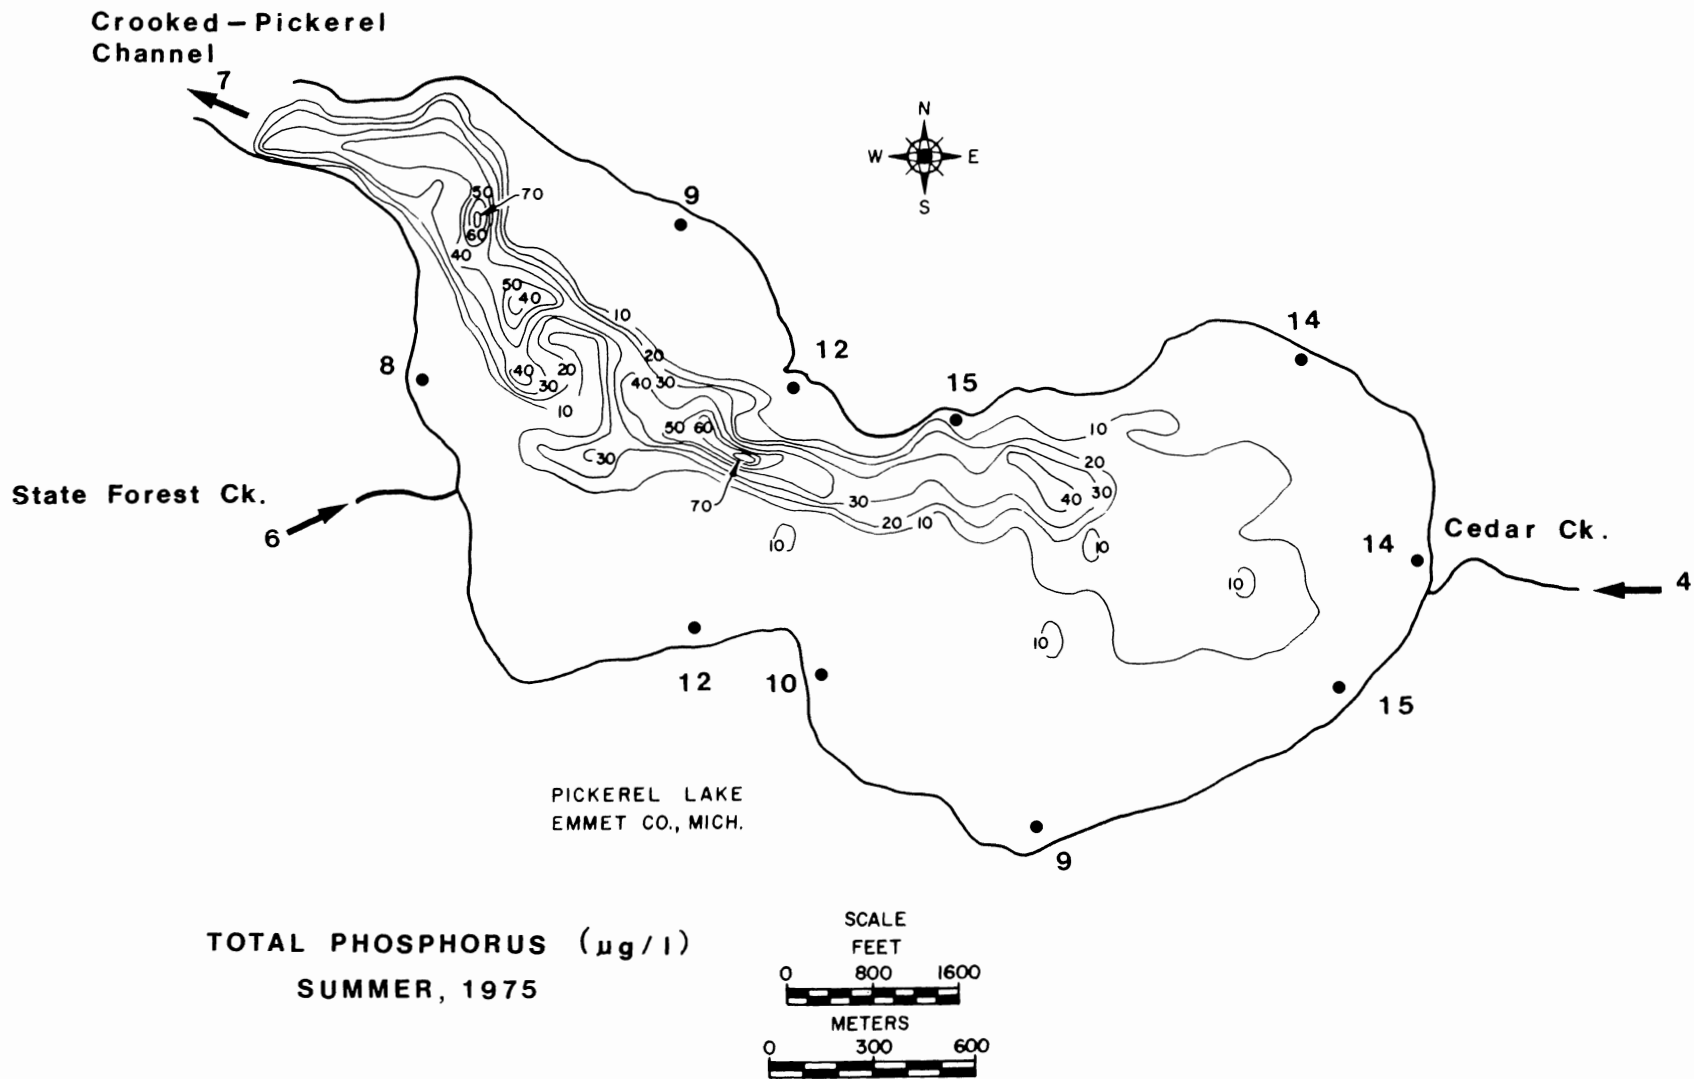 Crooked–Pickerel
Channel
7
N
W E
S
9
50 70
60
40
50
40
10
14
12
20
8
40 20 40 30
30
15
10
50 60
10
30
20
State Forest Ck.
30
40
70
30
20 10
6
10
10
14
Cedar Ck.
10
4
10
12
10
15
PICKEREL LAKE
EMMET CO., MICH.
9
TOTAL PHOSPHORUS (µg/l)
SUMMER, 1975
SCALE
FEET
0 800 1600
METERS
0 300 600